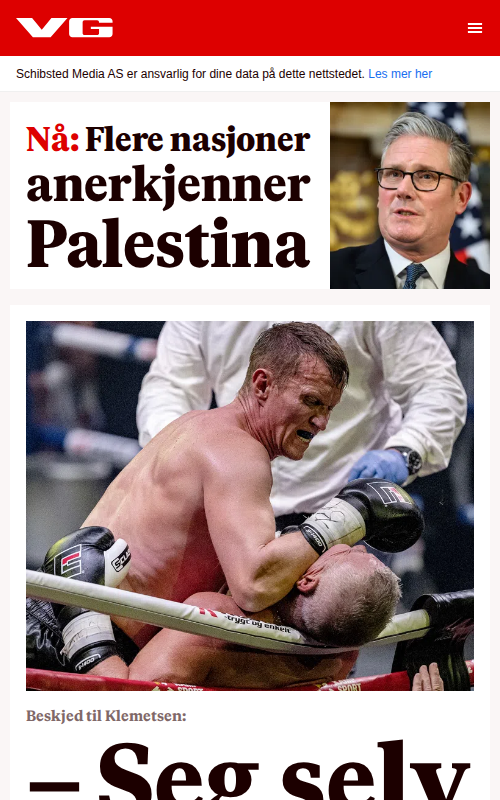 VG
Schibsted Media AS er ansvarlig for dine data på dette nettstedet. Les mer her
Nå: Flere nasjoner
anerkjenner
Palestina
trygt og enkelt
SPORT
Beskjed til Klemetsen:
– Seg selv